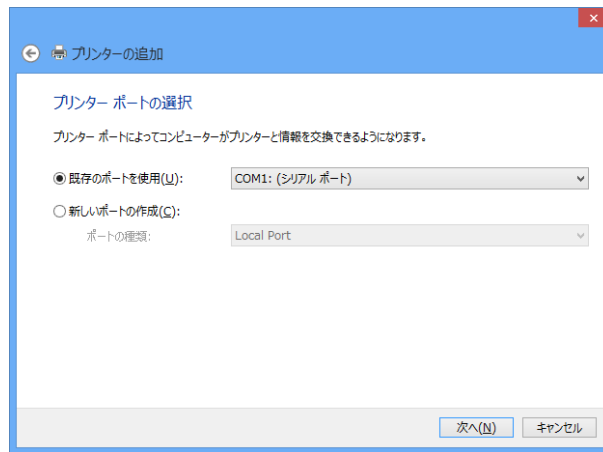 プリンターの追加
プリンター ポートの選択
プリンター ポートによってコンピューターがプリンターと情報を交換できるようになります。
既存のポートを使用(U): COM1: (シリアル ポート)
新しいポートの作成(C):
ポートの種類: Local Port
次へ(N) キャンセル